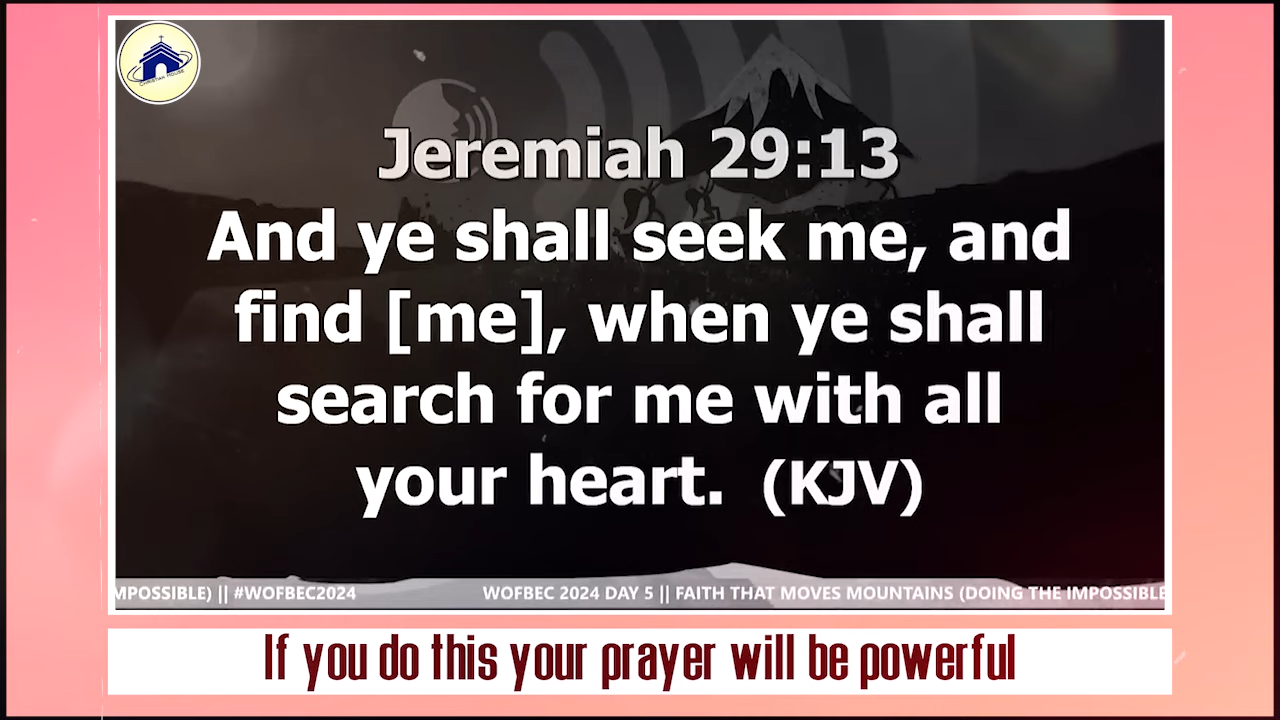 CHRISTIAN HOUSE
Jeremiah 29:13
And ye shall seek me, and
find [me], when ye shall
search for me with all
your heart. (KJV)
MPOSSIBLE) || #WOFBEC2024 WOFBEC 2024 DAY 5 || FAITH THAT MOVES MOUNTAINS (DOING THE IMPOSSIBLE
If you do this your prayer will be powerful